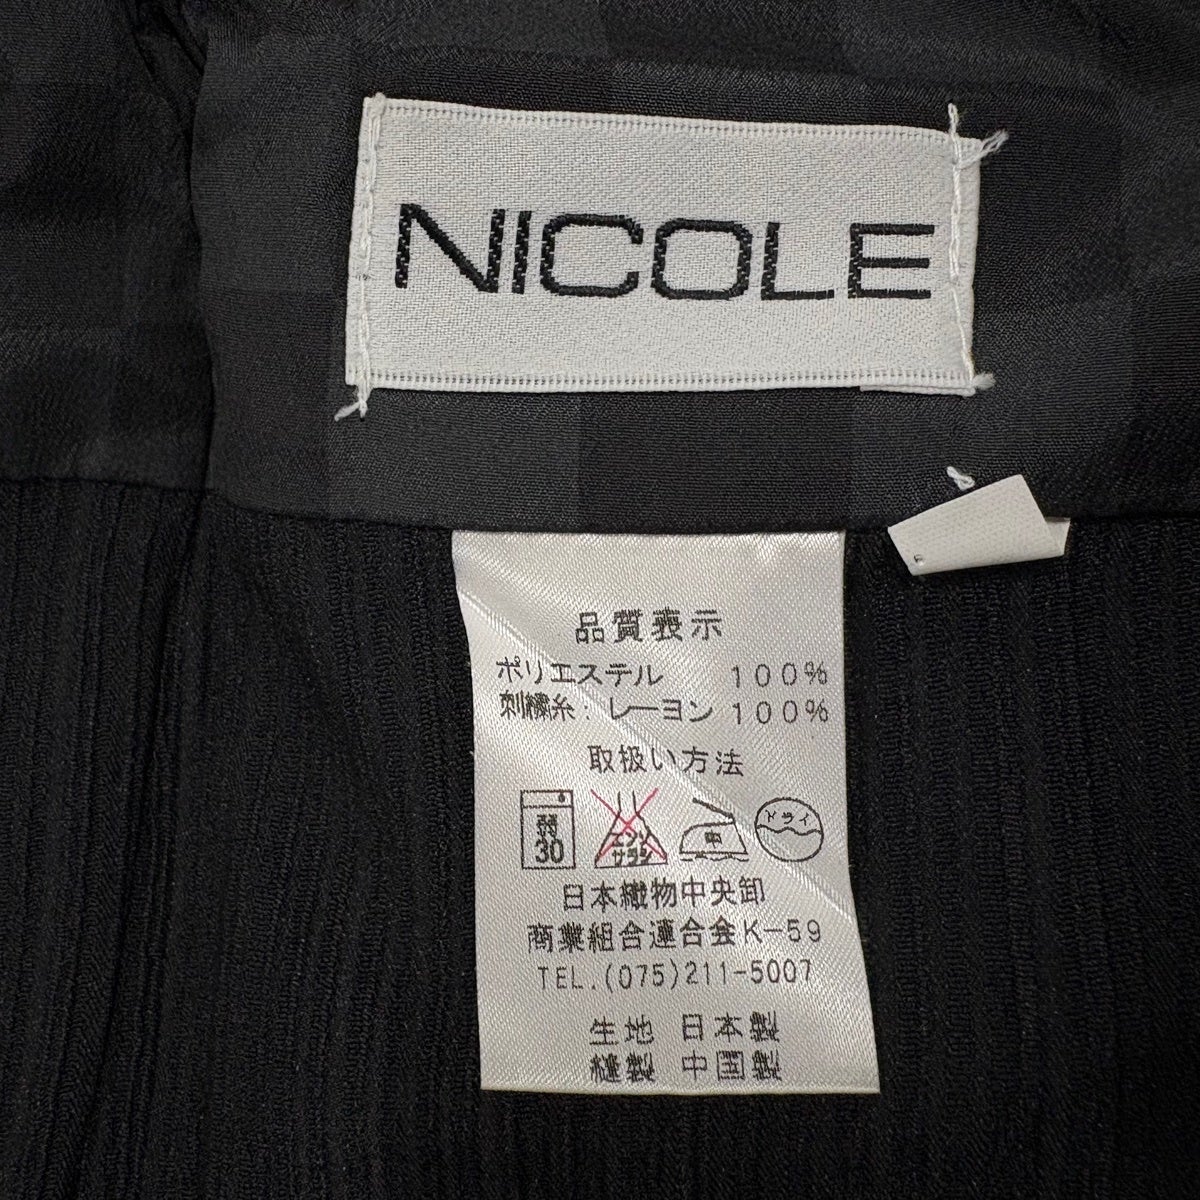 NICOLE
品質表示
ポリエステル 100%
刺繍糸: レーヨン 100%
取扱い方法
弱
30
エンソ
サラシ
中
ドライ
日本織物中央卸
商業組合連合会K-59
TEL.(075)211-5007
生地 日本製
縫製 中国製